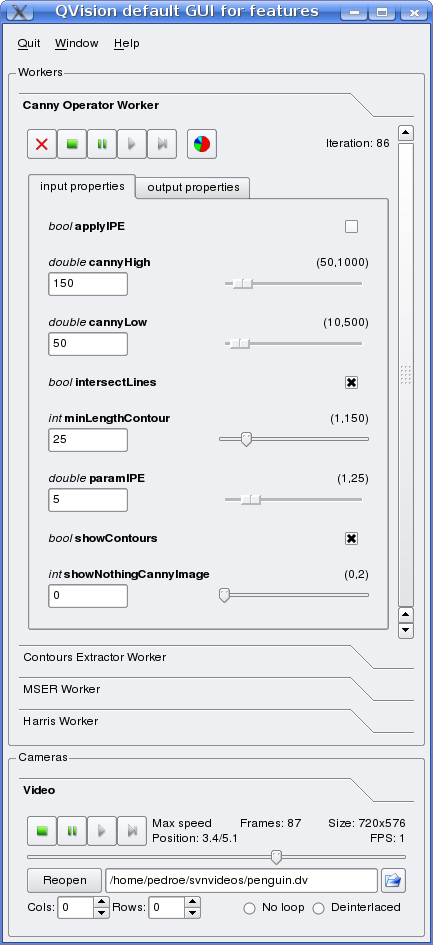 QVision default GUI for features
Quit Window Help
Workers
Canny Operator Worker
Iteration: 86
input properties output properties
bool applyIPE
double cannyHigh (50,1000)
150
double cannyLow (10,500)
50
bool intersectLines
int minLengthContour (1,150)
25
double paramIPE (1,25)
5
bool showContours
int showNothingCannyImage (0,2)
0
Contours Extractor Worker
MSER Worker
Harris Worker
Cameras
Video
Max speed Frames: 87 Size: 720x576
Position: 3.4/5.1 FPS: 1
Reopen /home/pedroe/svnvideos/penguin.dv
Cols: 0 Rows: 0 No loop Deinterlaced